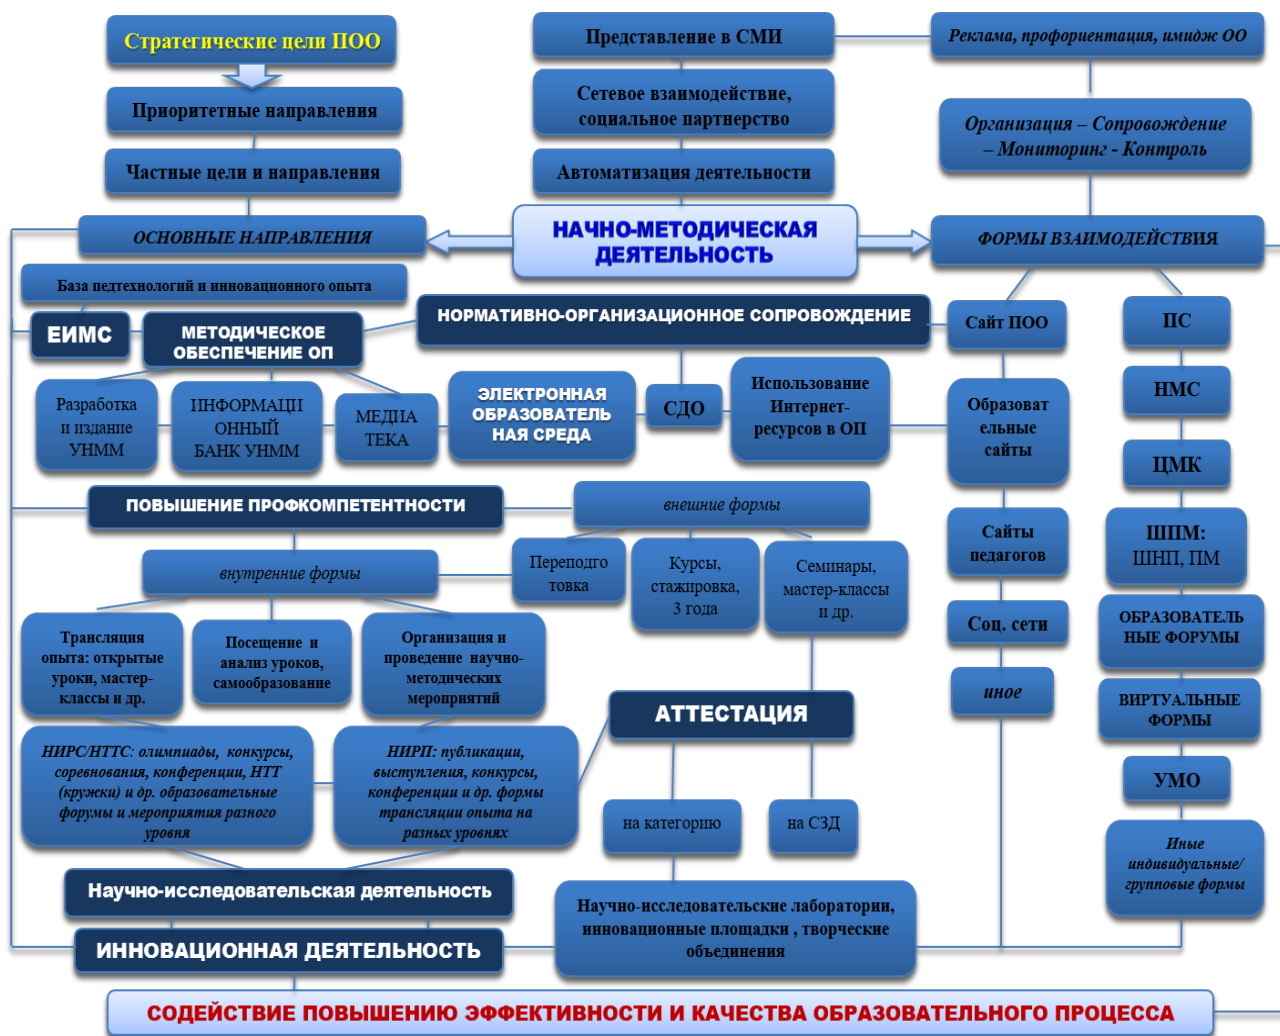 Стратегические цели ПОО
Представление в СМИ
Реклама, профориентация, имидж ОО
Приоритетные направления
Сетевое взаимодействие,
социальное партнерство
Организация – Сопровождение
– Мониторинг - Контроль
Частные цели и направления
Автоматизация деятельности
ОСНОВНЫЕ НАПРАВЛЕНИЯ
НАЧНО-МЕТОДИЧЕСКАЯ
ДЕЯТЕЛЬНОСТЬ
ФОРМЫ ВЗАИМОДЕЙСТВИЯ
База педтехнологий и инновационного опыта
ЕИМС
МЕТОДИЧЕСКОЕ
ОБЕСПЕЧЕНИЕ ОП
НОРМАТИВНО-ОРГАНИЗАЦИОННОЕ СОПРОВОЖДЕНИЕ
Сайт ПОО
ПС
Разработка
и издание
УНММ
ИНФОРМАЦИ
ОННЫЙ
БАНК УНММ
МЕДИА
ТЕКА
ЭЛЕКТРОННАЯ
ОБРАЗОВАТЕЛЬ
НАЯ СРЕДА
СДО
Использование
Интернет-
ресурсов в ОП
Образоват
ельные
сайты
НМС
ЦМК
ПОВЫШЕНИЕ ПРОФКОМПЕТЕНТНОСТИ
внешние формы
Сайты
педагогов
ШПМ:
ШНП, ПМ
внутренние формы
Переподго
товка
Курсы,
стажировка,
3 года
Семинары,
мастер-классы
и др.
Соц. сети
ОБРАЗОВАТЕЛЬ
НЫЕ ФОРУМЫ
Трансляция
опыта: открытые
уроки, мастер-
классы и др.
Посещение и
анализ уроков,
самообразование
Организация и
проведение научно-
методических
мероприятий
АТТЕСТАЦИЯ
иное
ВИРТУАЛЬНЫЕ
ФОРМЫ
НИРС/НТТС: олимпиады, конкурсы,
соревнования, конференции, НТТ
(кружки) и др. образовательные
форумы и мероприятия разного
уровня
НИРП: публикации,
выступления, конкурсы,
конференции и др. формы
трансляции опыта на
разных уровнях
на категорию
на СЗД
УМО
Иные
индивидуальные/
групповые формы
Научно-исследовательская деятельность
Научно-исследовательские лаборатории,
инновационные площадки , творческие
объединения
ИННОВАЦИОННАЯ ДЕЯТЕЛЬНОСТЬ
СОДЕЙСТВИЕ ПОВЫШЕНИЮ ЭФФЕКТИВНОСТИ И КАЧЕСТВА ОБРАЗОВАТЕЛЬНОГО ПРОЦЕССА